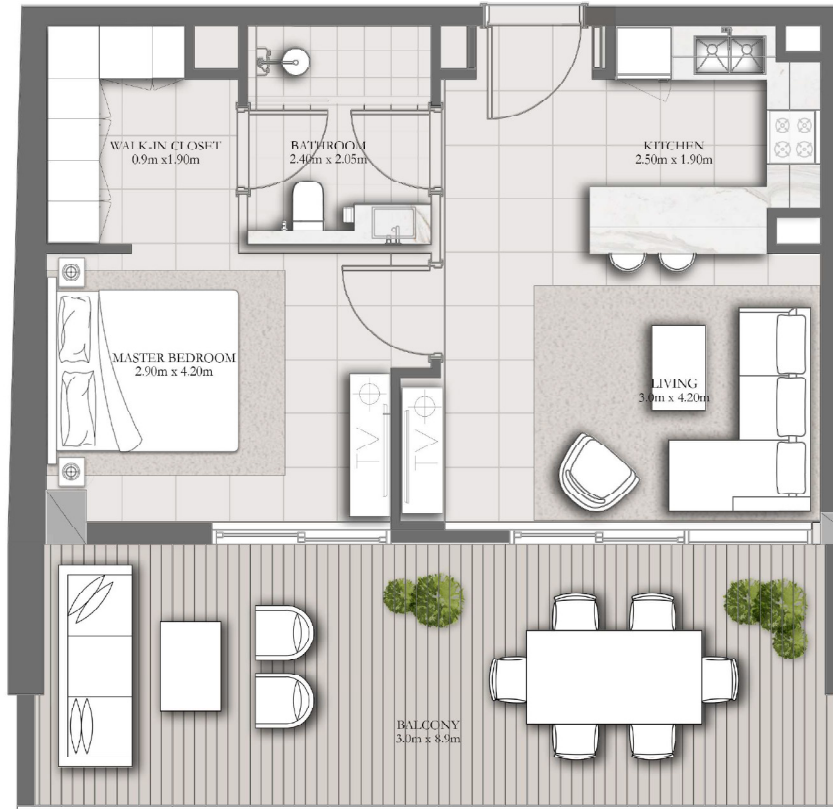 WALK-IN CLOSET
0.9m x1.90m
BATHROOM
2.40m x 2.05m
KITCHEN
2.50m x 1.90m
MASTER BEDROOM
2.90m x 4.20m
LIVING
3.0m x 4.20m
TV
TV
BALCONY
3.0m x 8.9m